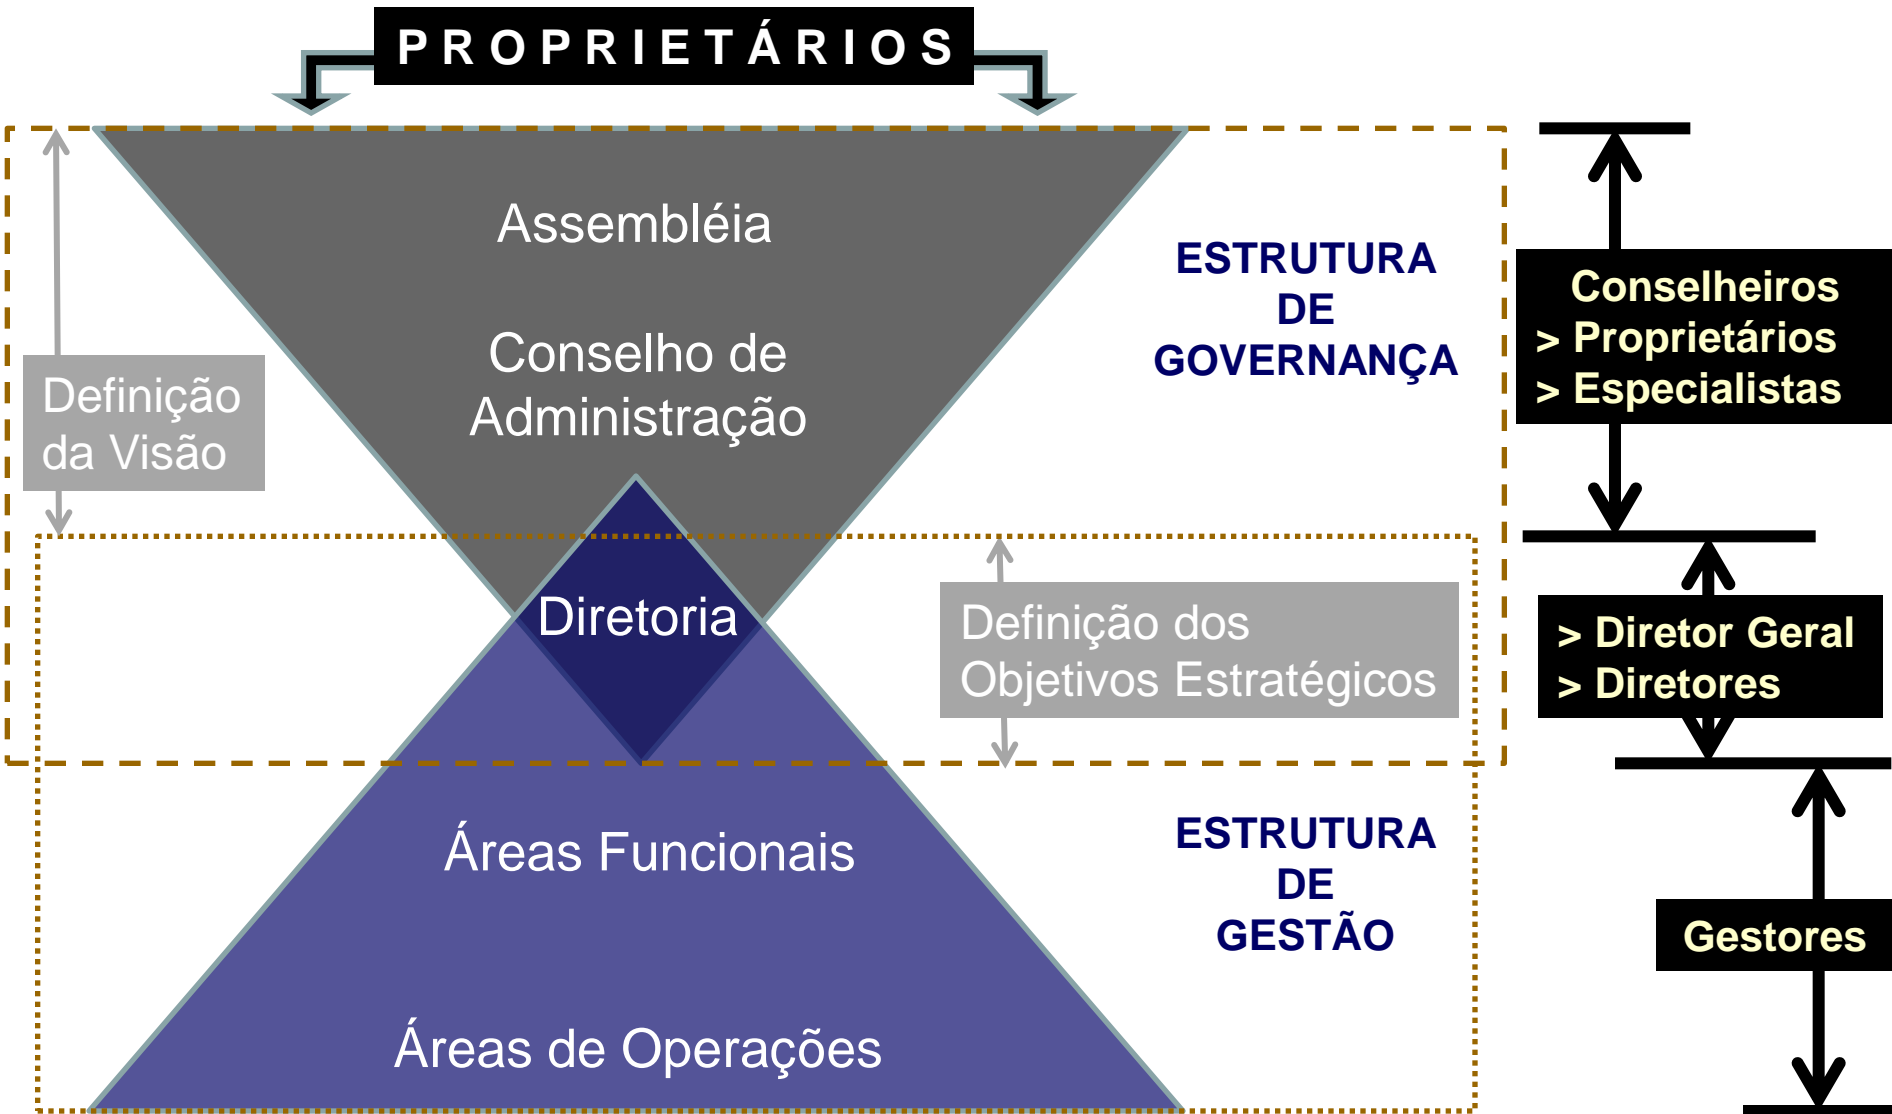 PROPRIETÁRIOS
Assembléia
Conselho de
Administração
ESTRUTURA
DE
GOVERNANÇA
Conselheiros
> Proprietários
> Especialistas
Definição
da Visão
Diretoria
Definição dos
Objetivos Estratégicos
> Diretor Geral
> Diretores
Áreas Funcionais
ESTRUTURA
DE
GESTÃO
Gestores
Áreas de Operações